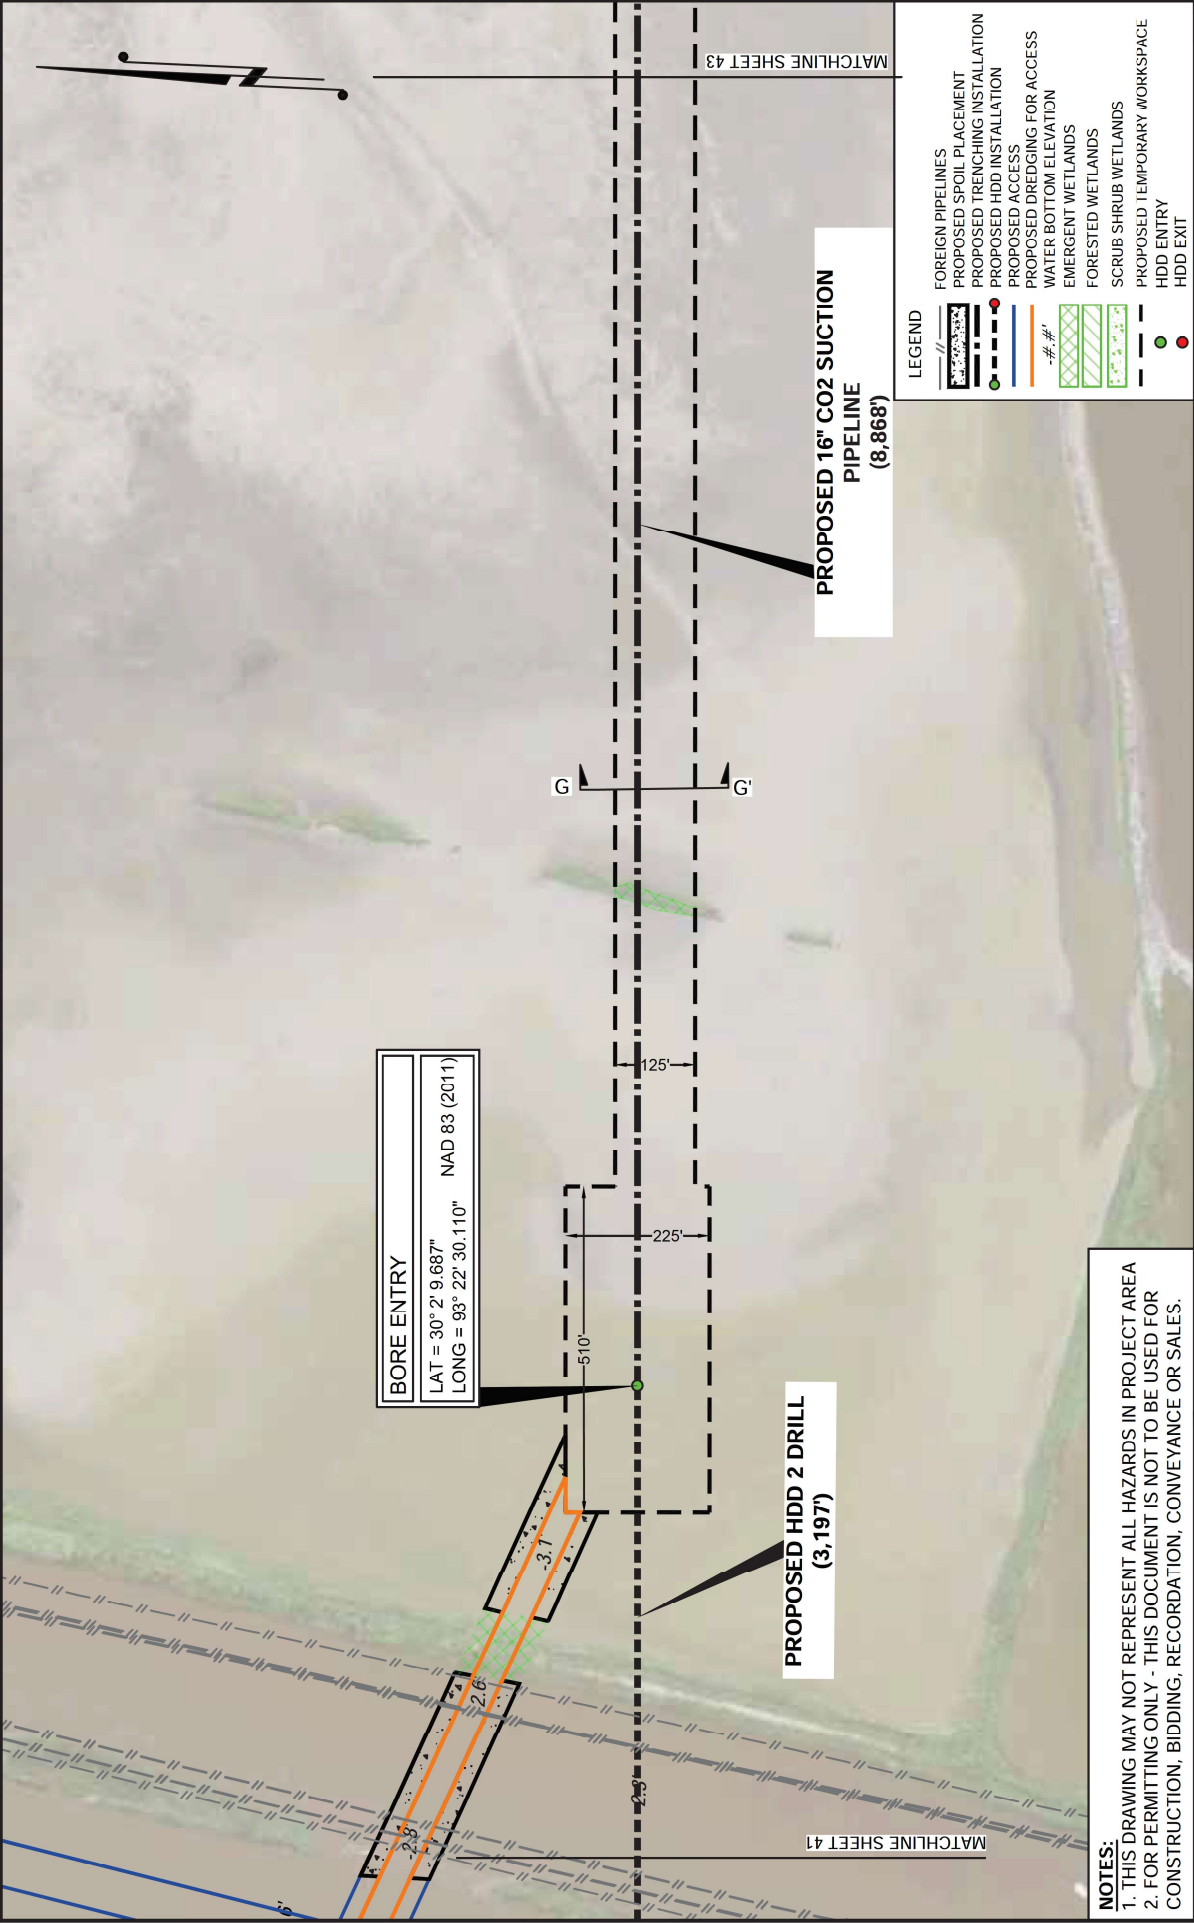 MATCHLINE SHEET 41
MATCHLINE SHEET 43
6'
-2.8
2.6
-3.1
2.3'
BORE ENTRY
LAT = 30° 2' 9.687"
LONG = 93° 22' 30.110" NAD 83 (2011)
510'
225'
125'
G
G'
PROPOSED HDD 2 DRILL
(3,197')
PROPOSED 16" CO2 SUCTION
PIPELINE
(8,868')
NOTES:
1. THIS DRAWING MAY NOT REPRESENT ALL HAZARDS IN PROJECT AREA
2. FOR PERMITTING ONLY - THIS DOCUMENT IS NOT TO BE USED FOR
CONSTRUCTION, BIDDING, RECORDATION, CONVEYANCE OR SALES.
LEGEND
FOREIGN PIPELINES
PROPOSED SPOIL PLACEMENT
PROPOSED TRENCHING INSTALLATION
PROPOSED HDD INSTALLATION
PROPOSED ACCESS
PROPOSED DREDGING FOR ACCESS
-#.#' WATER BOTTOM ELEVATION
EMERGENT WETLANDS
FORESTED WETLANDS
SCRUB SHRUB WETLANDS
PROPOSED TEMPORARY WORKSPACE
HDD ENTRY
HDD EXIT